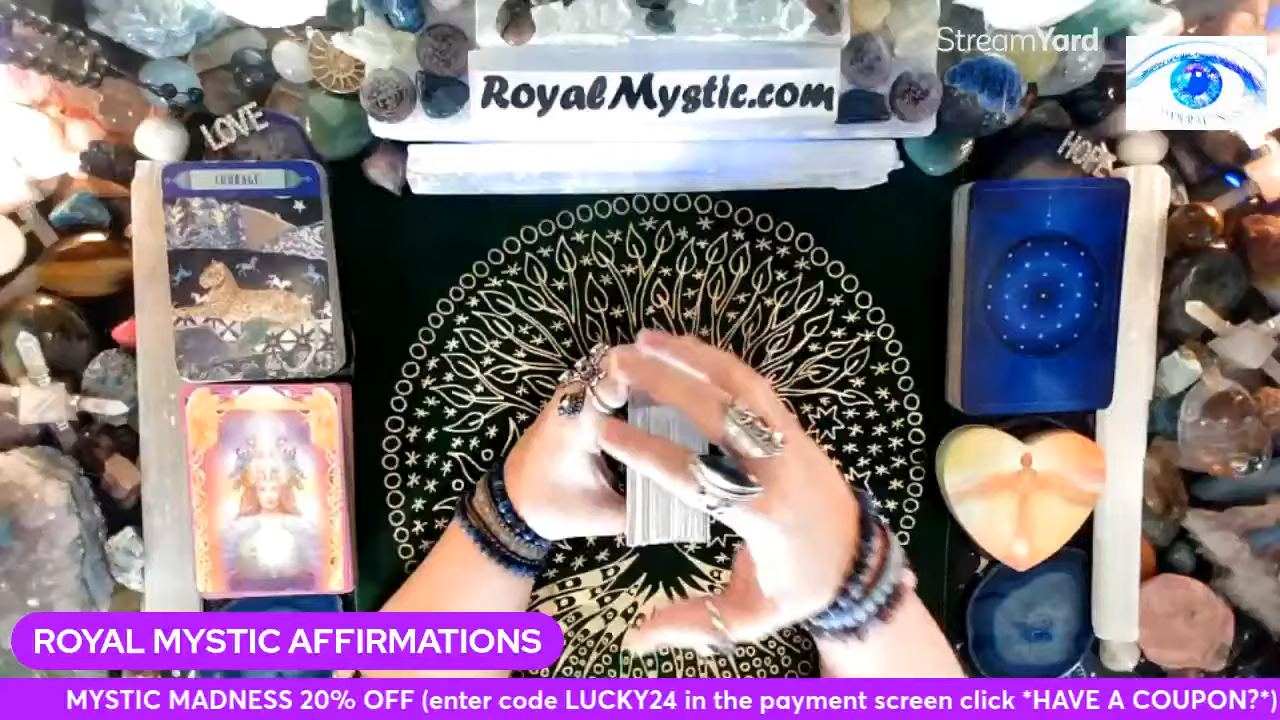 StreamYard
RoyalMystic.com
LOVE
HOPE
COURAGE
ROYAL MYSTIC AFFIRMATIONS
MYSTIC MADNESS 20% OFF (enter code LUCKY24 in the payment screen click *HAVE A COUPON?*)